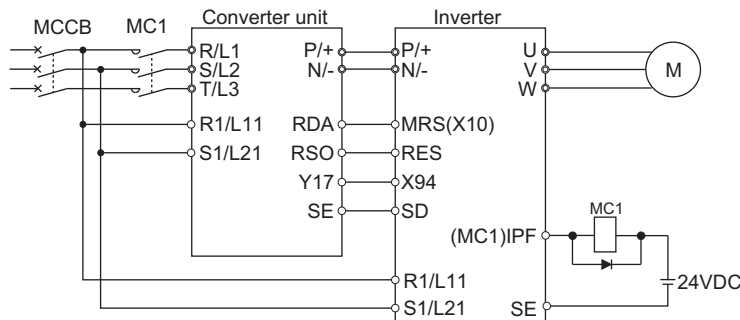 Converter unit
Inverter
MCCB
MC1
R/L1
P/+
P/+
U
S/L2
N/-
N/-
V
M
T/L3
W
R1/L11
RDA
MRS(X10)
S1/L21
RSO
RES
Y17
X94
MC1
SE
SD
(MC1)IPF
R1/L11
24VDC
S1/L21
SE